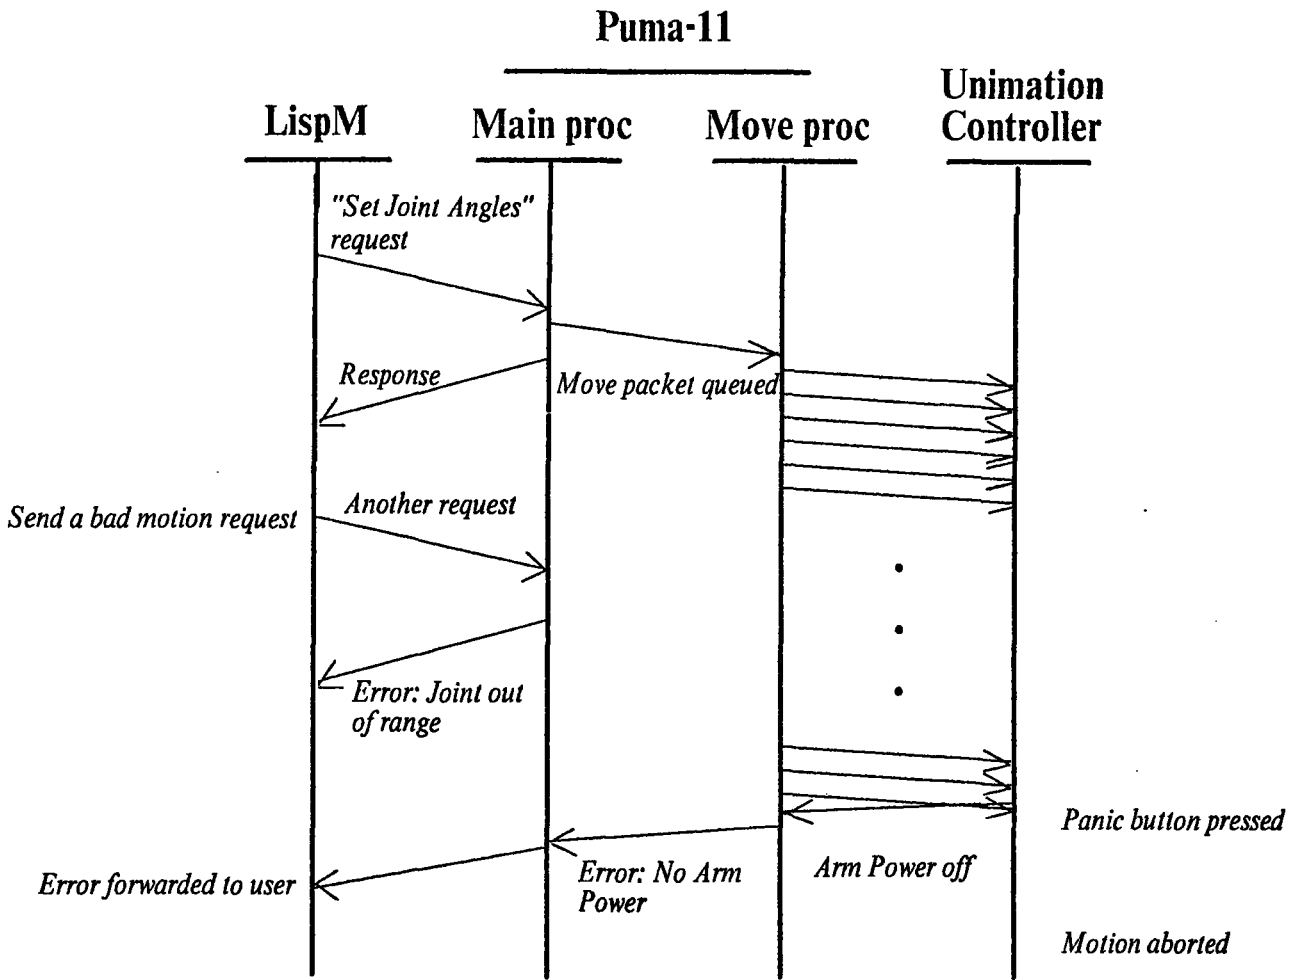 Puma-11
LispM
Main proc
Move proc
Unimation
Controller
"Set Joint Angles"
request
Response
Move packet queued
Send a bad motion request
Another request
Error: Joint out
of range
Panic button pressed
Error forwarded to user
Error: No Arm
Power
Arm Power off
Motion aborted